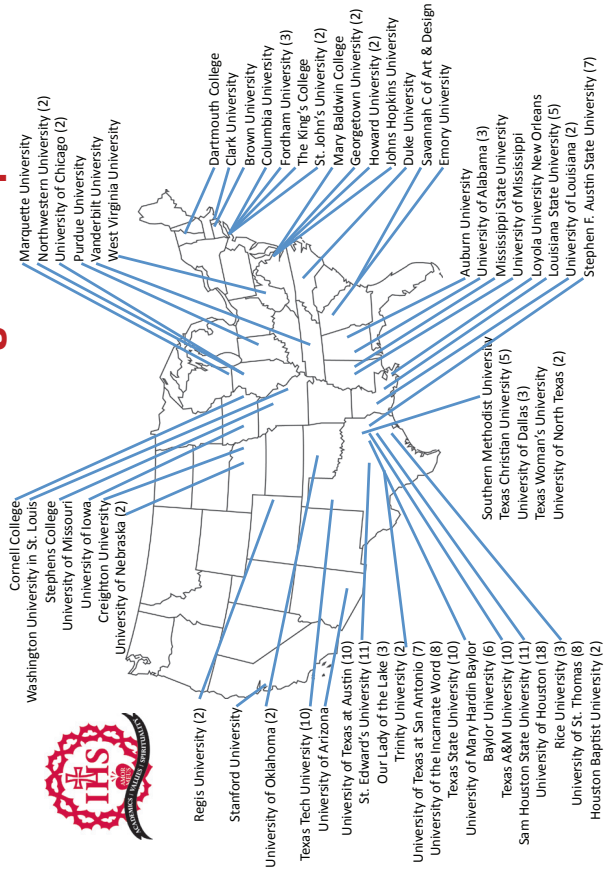 Cornell College
Washington University in St. Louis
Stephens College
University of Missouri
University of Iowa
Creighton University
University of Nebraska (2)
Marquette University
Northwestern University (2)
University of Chicago (2)
Purdue University
Vanderbilt University
West Virginia University
Dartmouth College
Clark University
Brown University
Columbia University
Fordham University (3)
The King's College
St. John's University (2)
Mary Baldwin College
Georgetown University (2)
Howard University (2)
Johns Hopkins University
Duke University
Savannah C of Art & Design
Emory University
Regis University (2)
Stanford University
University of Oklahoma (2)
Texas Tech University (10)
University of Arizona
University of Texas at Austin (10)
St. Edward's University (11)
Our Lady of the Lake (3)
Trinity University (2)
University of Texas at San Antonio (7)
University of the Incarnate Word (8)
Texas State University (10)
University of Mary Hardin Baylor
Baylor University (6)
Texas A&M University (10)
Sam Houston State University (11)
University of Houston (18)
Rice University (3)
University of St. Thomas (8)
Houston Baptist University (2)
Southern Methodist University
Texas Christian University (5)
University of Dallas (3)
Texas Woman's University
University of North Texas (2)
Auburn University
University of Alabama (3)
Mississippi State University
University of Mississippi
Loyola University New Orleans
Louisiana State University (5)
University of Louisiana (2)
Stephen F. Austin State University (7)
IHS
AMOR MEUS
ACADEMICS | VALUES | SPIRITUALITY